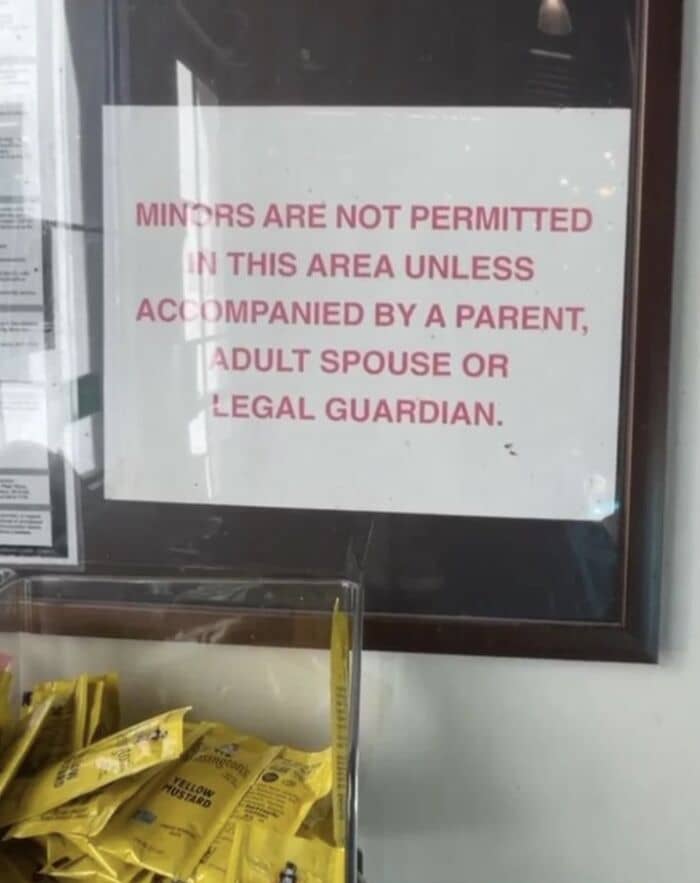 MINORS ARE NOT PERMITTED
IN THIS AREA UNLESS
ACCOMPANIED BY A PARENT,
ADULT SPOUSE OR
LEGAL GUARDIAN.
YELLOW
MUSTARD